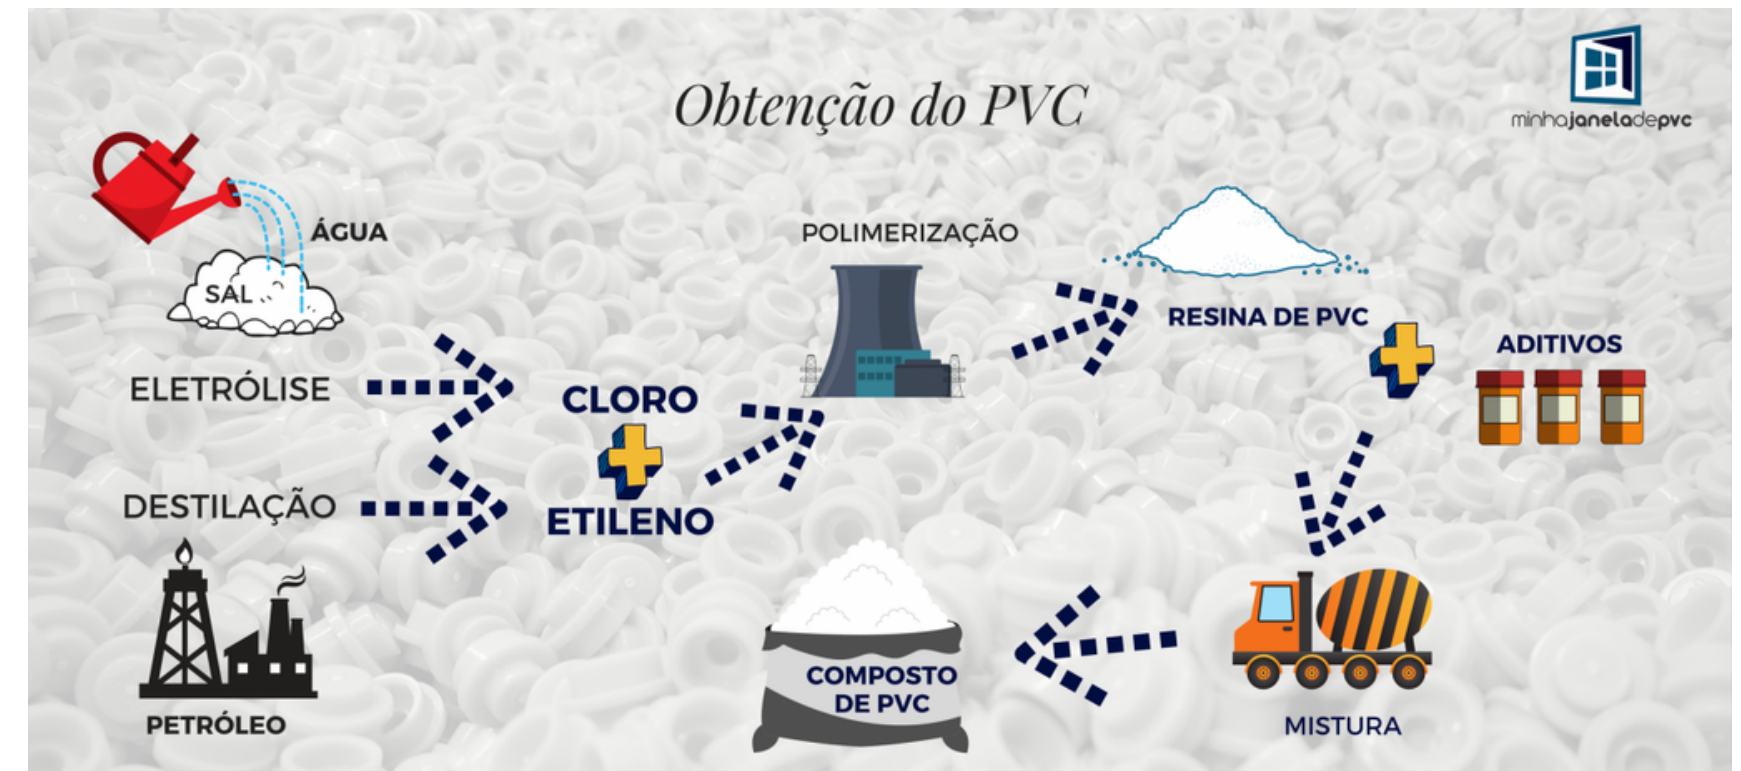 Obtenção do PVC
minhajaneladepvc
ÁGUA
SAL
ELETRÓLISE
DESTILAÇÃO
PETRÓLEO
CLORO
ETILENO
POLIMERIZAÇÃO
RESINA DE PVC
ADITIVOS
MISTURA
COMPOSTO
DE PVC